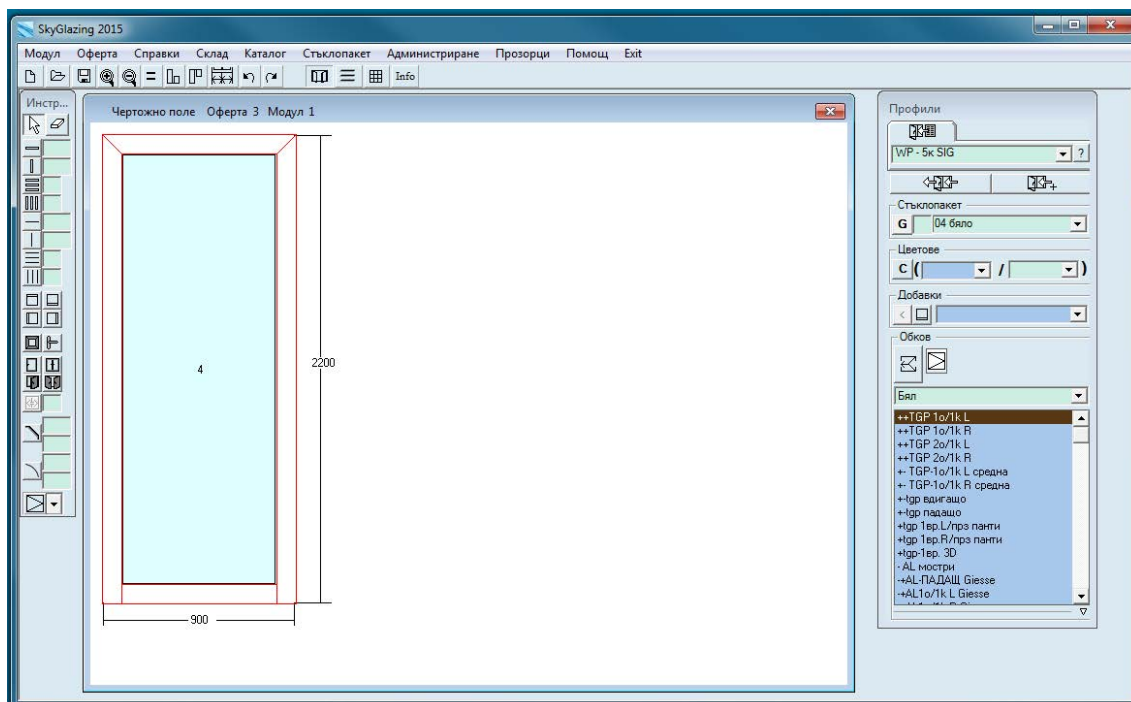 SkyGlazing 2015
Модул Оферта Справки Склад Каталог Стъклопакет Администриране Прозорци Помощ Exit
Info
Инстр...
Чертожно поле Оферта 3 Модул 1
4
2200
900
Профили
WP - 5к SIG
?
Стъклопакет
G 04 бяло
Цветове
C ( / )
Добавки
<
Обков
Бял
++TGP 1o/1k L
++TGP 1o/1k R
++TGP 2o/1k L
++TGP 2o/1k R
+- TGP-1o/1k L средна
+- TGP-1o/1k R средна
+-tgp вдигащо
+-tgp падащо
+tgp 1вр.L/прз панти
+tgp 1вр.R/прз панти
+tgp-1вр. 3D
- AL мостри
-+AL-ПАДАЩ Giesse
-+AL1o/1k L Giesse